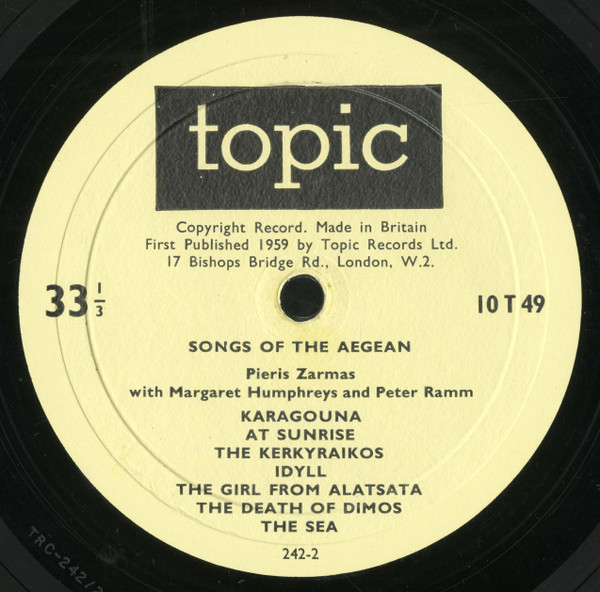 topic
Copyright Record. Made in Britain
First Published 1959 by Topic Records Ltd.
17 Bishops Bridge Rd., London, W.2.
33 1/3
10 T 49
SONGS OF THE AEGEAN
Pieris Zarmas
with Margaret Humphreys and Peter Ramm
KARAGOUNA
AT SUNRISE
THE KERKYRAIKOS
IDYLL
THE GIRL FROM ALATSATA
THE DEATH OF DIMOS
THE SEA
242-2